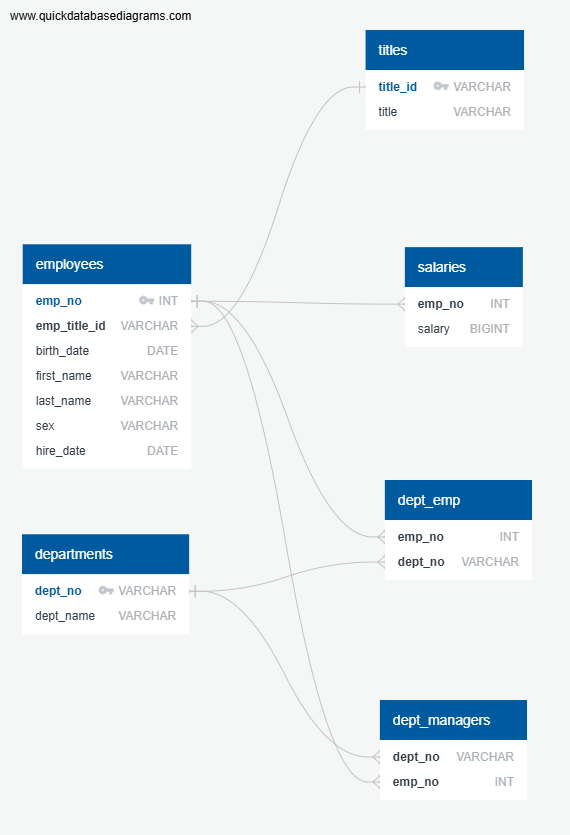 www.quickdatabasediagrams.com
titles
title_id VARCHAR
title VARCHAR
employees
emp_no INT
emp_title_id VARCHAR
birth_date DATE
first_name VARCHAR
last_name VARCHAR
sex VARCHAR
hire_date DATE
salaries
emp_no INT
salary BIGINT
dept_emp
emp_no INT
dept_no VARCHAR
departments
dept_no VARCHAR
dept_name VARCHAR
dept_managers
dept_no VARCHAR
emp_no INT